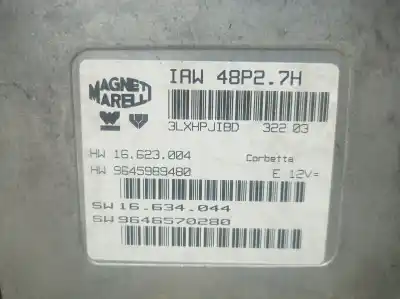 MAGNETI
MARELLI
IAW 48P2.7H
3LXHPJIBD 322 03
HW 16.623.004 Corbetta
HW 9645989480 E 12V=
SW 16.634.044
SW 9646570280